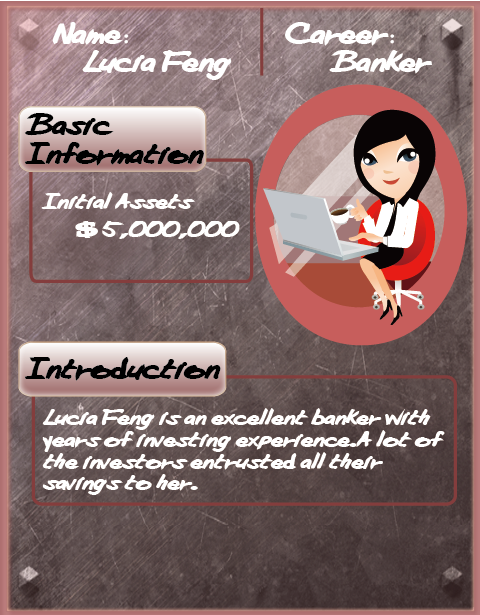 Name:
Lucia Feng
Career:
Banker
Basic
Information
Initial Assets
$5,000,000
Introduction
Lucia Feng is an excellent banker with
years of investing experience.A lot of
the investors entrusted all their
savings to her.